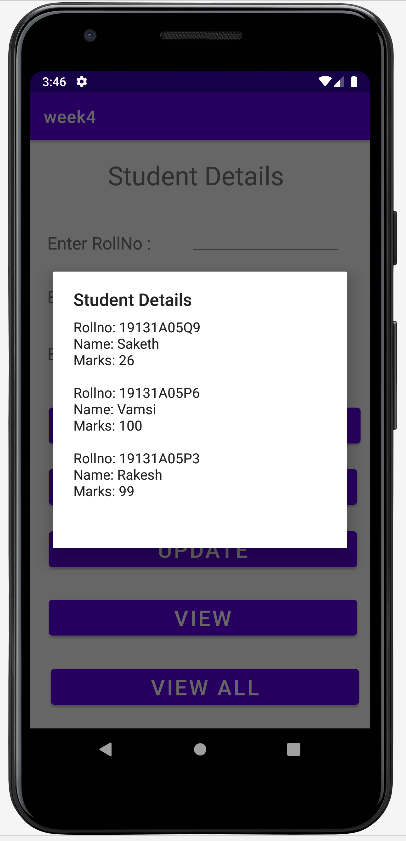 3:46
week4
Student Details
Enter RollNo :
Student Details
Rollno: 19131A05Q9
Name: Saketh
Marks: 26
Rollno: 19131A05P6
Name: Vamsi
Marks: 100
Rollno: 19131A05P3
Name: Rakesh
Marks: 99
UPDATE
VIEW
VIEW ALL